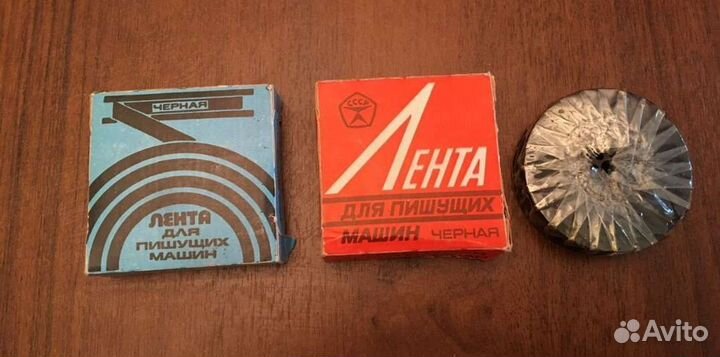 ЧЕРНАЯ
ЛЕНТА
ДЛЯ
ПИШУЩИХ
МАШИН
СССР
ЛЕНТА
ДЛЯ ПИШУЩИХ
МАШИН ЧЕРНАЯ
Avito